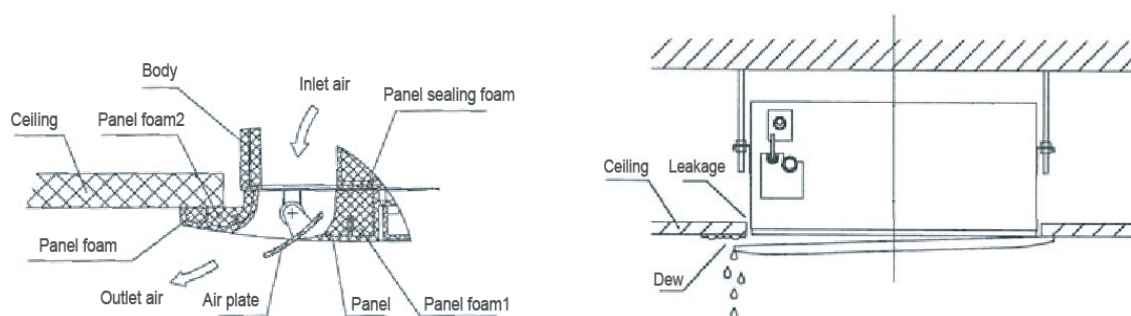 Body
Inlet air
Panel sealing foam
Ceiling
Panel foam2
Panel foam
Outlet air
Air plate
Panel
Panel foam1
Ceiling
Leakage
Dew